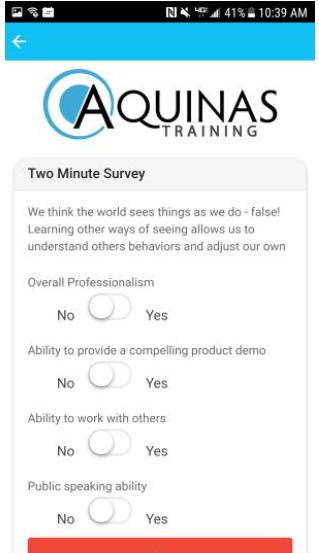 41% 10:39 AM
AQUINAS
TRAINING
Two Minute Survey
We think the world sees things as we do - false!
Learning other ways of seeing allows us to
understand others behaviors and adjust our own
Overall Professionalism
No Yes
Ability to provide a compelling product demo
No Yes
Ability to work with others
No Yes
Public speaking ability
No Yes